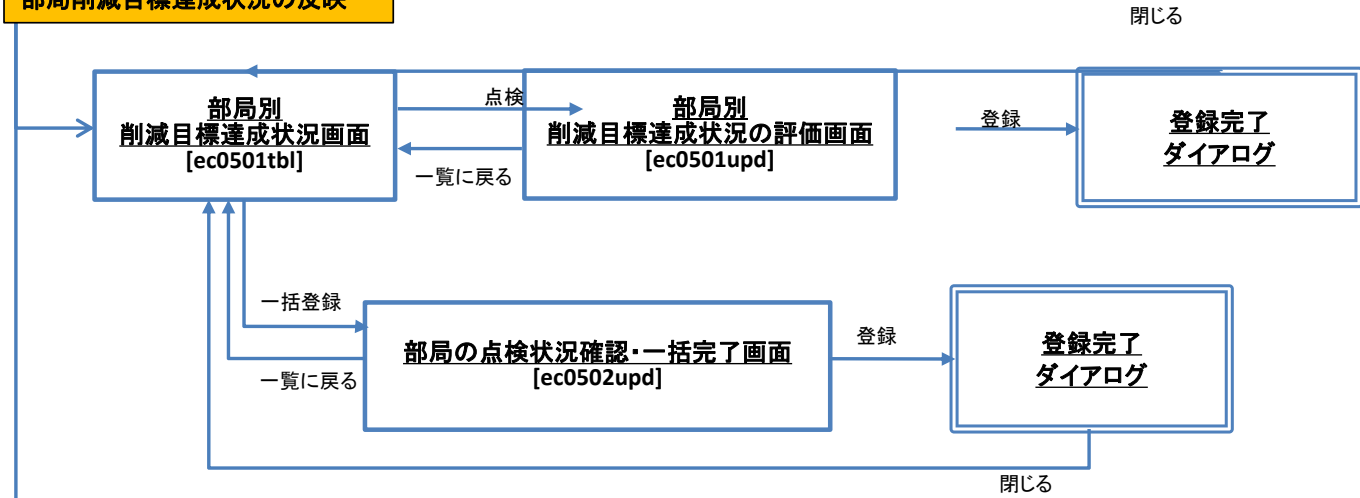 部局削減目標達成状況の反映
閉じる
部局別
削減目標達成状況画面
[ec0501tbl]
点検
一覧に戻る
部局別
削減目標達成状況の評価画面
[ec0501upd]
登録
登録完了
ダイアログ
一括登録
一覧に戻る
部局の点検状況確認・一括完了画面
[ec0502upd]
登録
登録完了
ダイアログ
閉じる